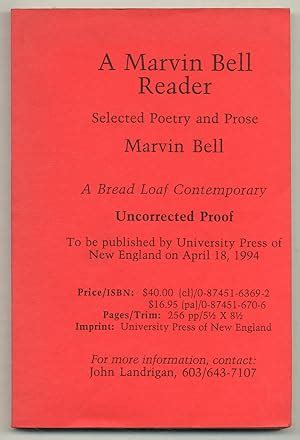 A Marvin Bell
Reader
Selected Poetry and Prose
Marvin Bell
A Bread Loaf Contemporary
Uncorrected Proof
To be published by University Press of
New England on April 18, 1994
Price/ISBN: $40.00 (cl)/0-87451-6369-2
$16.95 (pa)/0-87451-670-6
Pages/Trim: 256 pp/5½ X 8½
Imprint: University Press of New England
For more information, contact:
John Landrigan, 603/643-7107